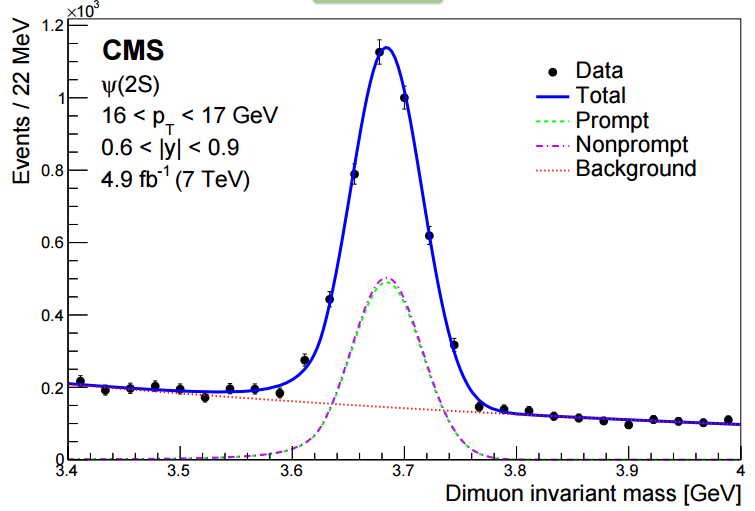 ×10³
1.2
1
0.8
0.6
0.4
0.2
0
Events / 22 MeV
CMS
ψ(2S)
16 < p_T < 17 GeV
0.6 < |y| < 0.9
4.9 fb⁻¹ (7 TeV)
Data
Total
Prompt
Nonprompt
Background
3.4 3.5 3.6 3.7 3.8 3.9 4
Dimuon invariant mass [GeV]